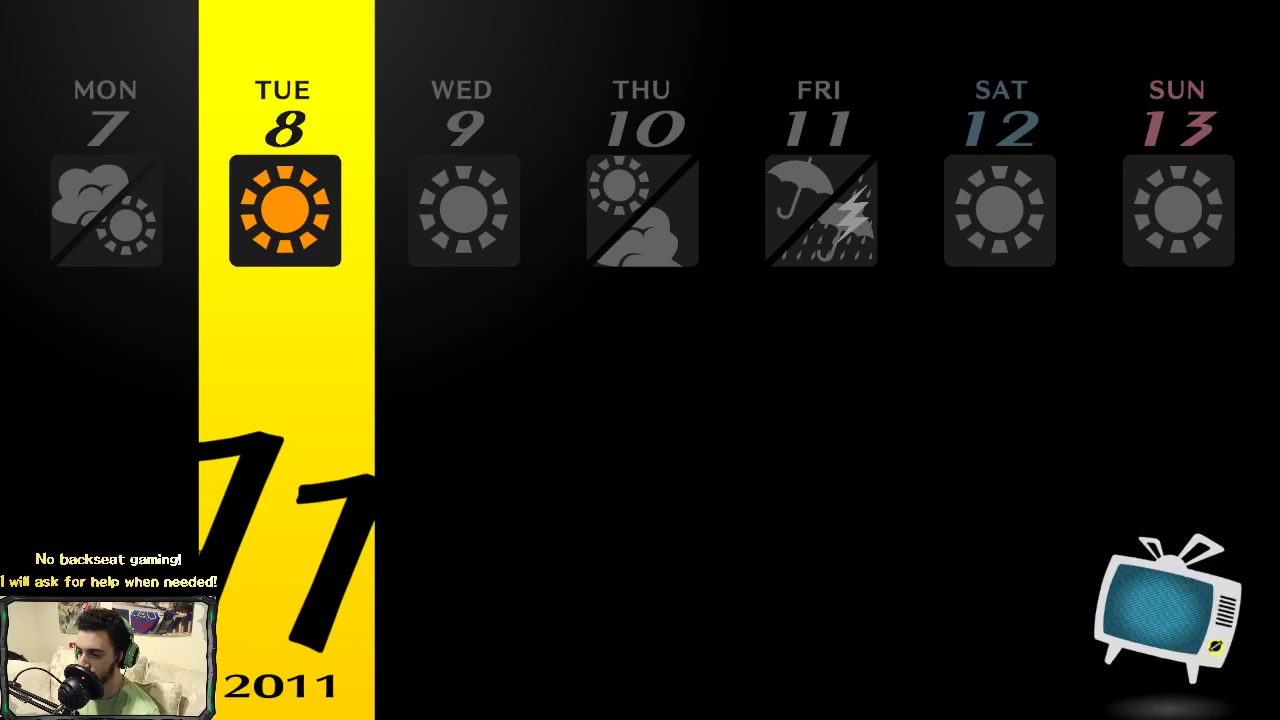 MON TUE WED THU FRI SAT SUN
7 8 9 10 11 12 13
11
No backseat gaming!
I will ask for help when needed!
2011